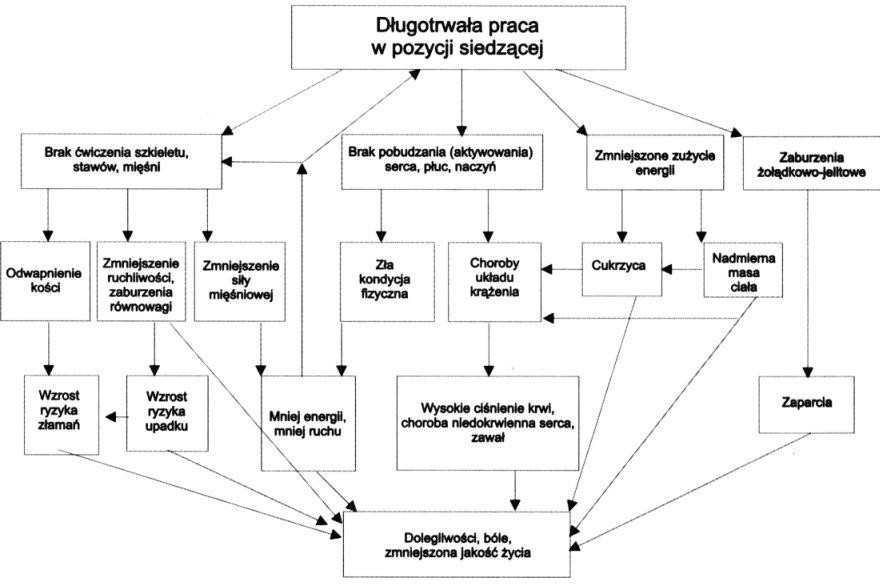 Długotrwała praca
w pozycji siedzącej
Brak ćwiczenia szkieletu,
stawów, mięśni
Brak pobudzania (aktywowania)
serca, płuc, naczyń
Zmniejszone zużycie
energii
Zaburzenia
żołądkowo-jelitowe
Odwapnienie
kości
Zmniejszenie
ruchliwości,
zaburzenia
równowagi
Zmniejszenie
siły
mięśniowej
Zła
kondycja
fizyczna
Choroby
układu
krążenia
Cukrzyca
Nadmierna
masa
ciała
Wzrost
ryzyka
złamań
Wzrost
ryzyka
upadku
Mniej energii,
mniej ruchu
Wysokie ciśnienie krwi,
choroba niedokrwienna serca,
zawał
Zaparcia
Dolegliwości, bóle,
zmniejszona jakość życia